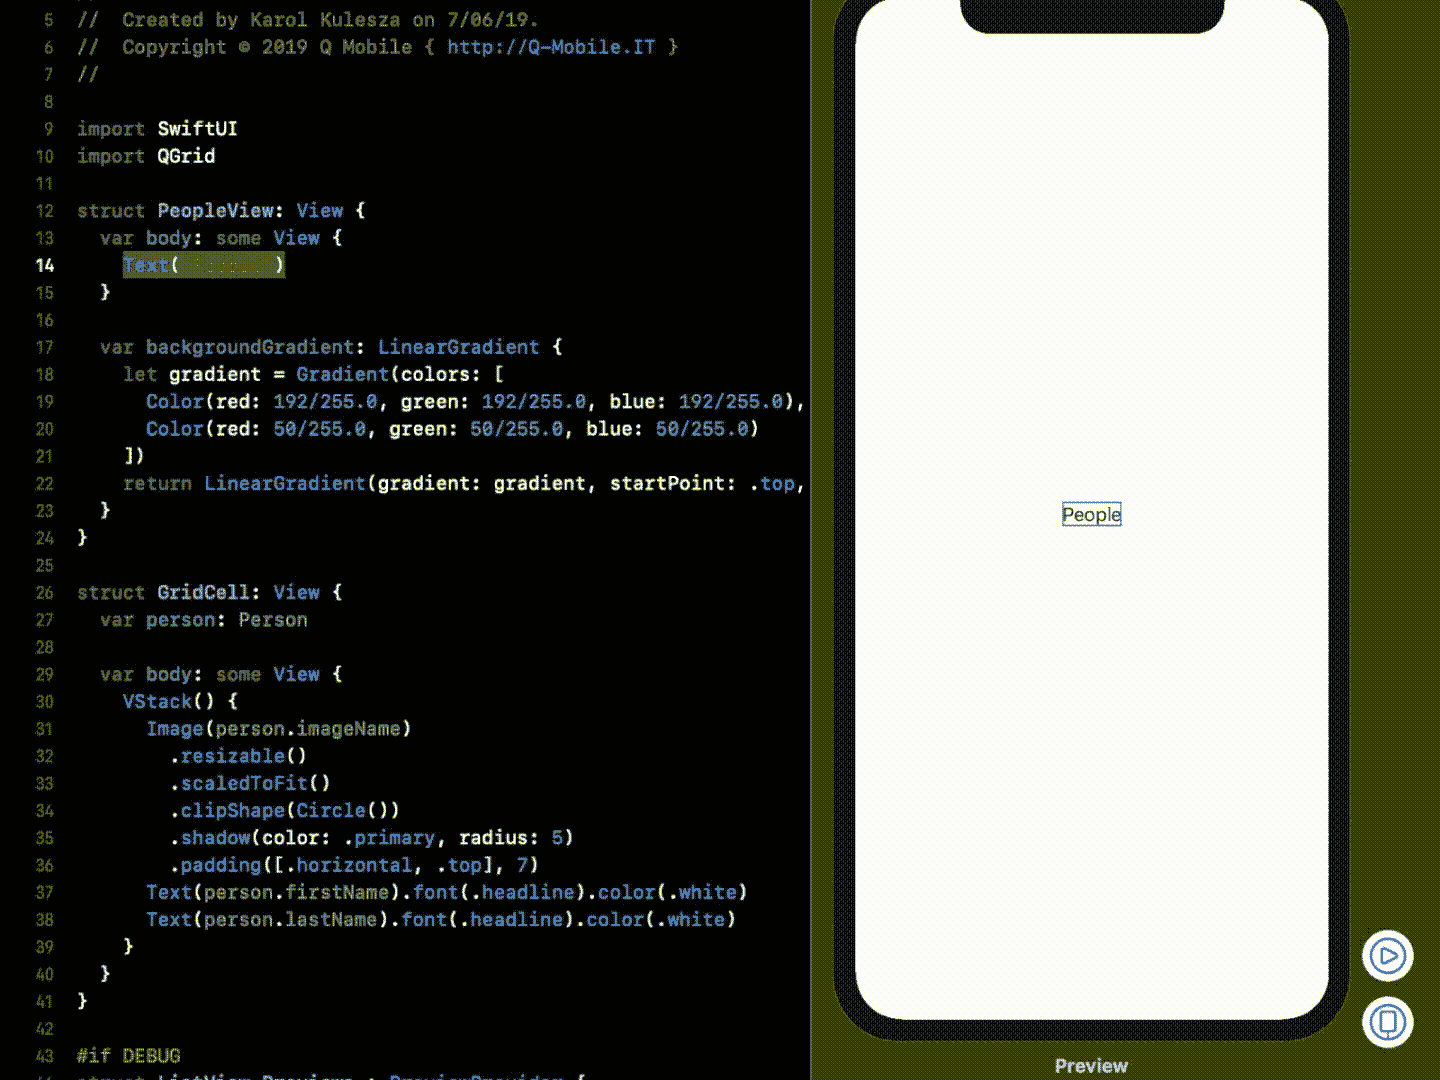 5 //  Created by Karol Kulesza on 7/06/19.
6 //  Copyright © 2019 Q Mobile { http://Q-Mobile.IT }
7 //
8
9 import SwiftUI
10 import QGrid
11
12 struct PeopleView: View {
13   var body: some View {
14     Text( )
15   }
16
17   var backgroundGradient: LinearGradient {
18     let gradient = Gradient(colors: [
19       Color(red: 192/255.0, green: 192/255.0, blue: 192/255.0),
20       Color(red: 50/255.0, green: 50/255.0, blue: 50/255.0)
21     ])
22     return LinearGradient(gradient: gradient, startPoint: .top,
23   }
24 }
25
26 struct GridCell: View {
27   var person: Person
28
29   var body: some View {
30     VStack() {
31       Image(person.imageName)
32         .resizable()
33         .scaledToFit()
34         .clipShape(Circle())
35         .shadow(color: .primary, radius: 5)
36         .padding([.horizontal, .top], 7)
37       Text(person.firstName).font(.headline).color(.white)
38       Text(person.lastName).font(.headline).color(.white)
39     }
40   }
41 }
42
43 #if DEBUG
People
Preview